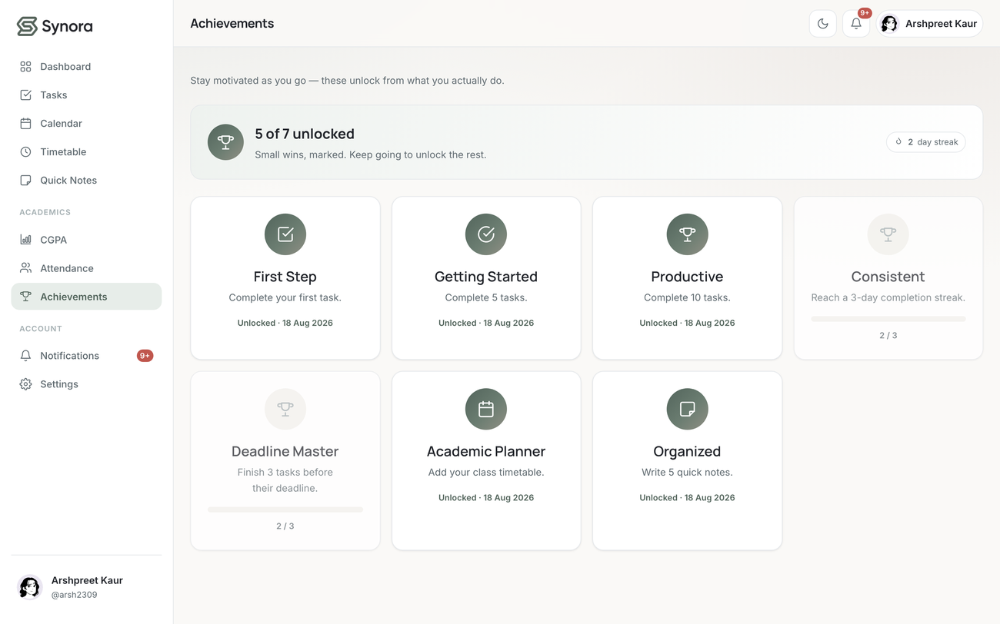 Synora
Dashboard
Tasks
Calendar
Timetable
Quick Notes
ACADEMICS
CGPA
Attendance
Achievements
ACCOUNT
Notifications
9+
Settings
Arshpreet Kaur
@arsh2309
Achievements
9+
Arshpreet Kaur
Stay motivated as you go — these unlock from what you actually do.
5 of 7 unlocked
Small wins, marked. Keep going to unlock the rest.
2 day streak
First Step
Complete your first task.
Unlocked · 18 Aug 2026
Getting Started
Complete 5 tasks.
Unlocked · 18 Aug 2026
Productive
Complete 10 tasks.
Unlocked · 18 Aug 2026
Consistent
Reach a 3-day completion streak.
2 / 3
Deadline Master
Finish 3 tasks before
their deadline.
2 / 3
Academic Planner
Add your class timetable.
Unlocked · 18 Aug 2026
Organized
Write 5 quick notes.
Unlocked · 18 Aug 2026